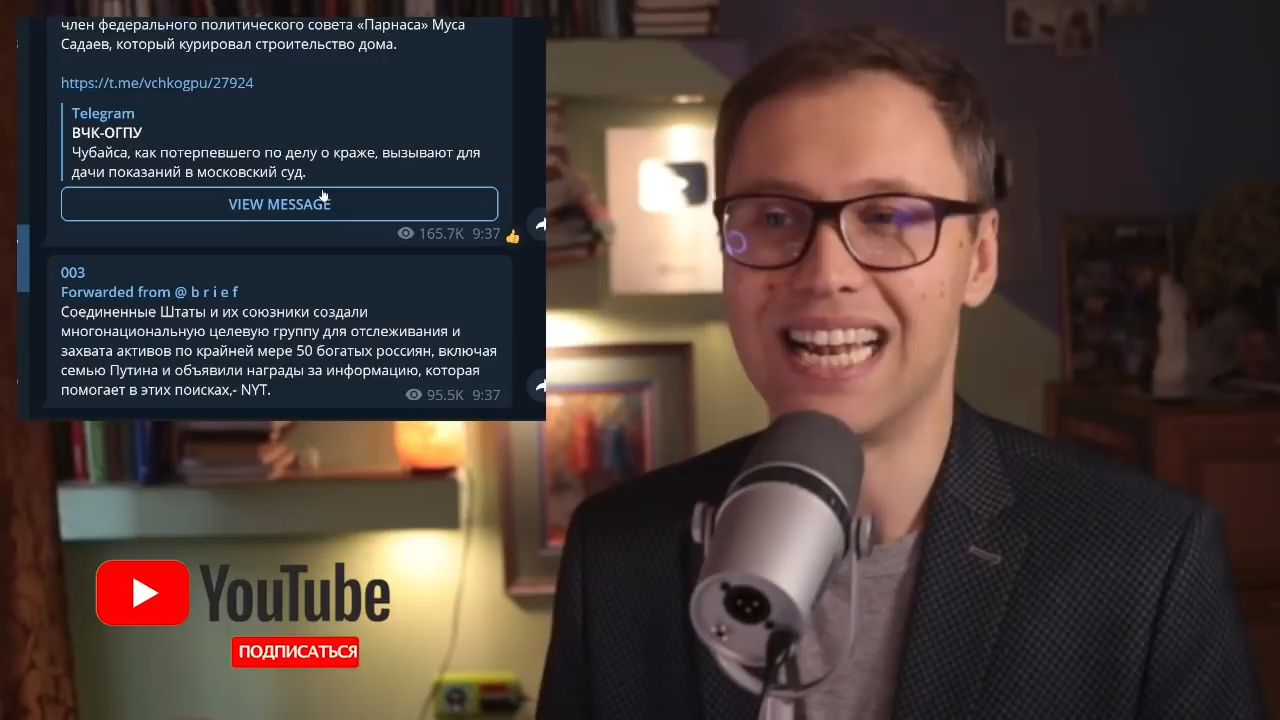 член федерального политического совета «Парнаса» Муса
Садаев, который курировал строительство дома.
https://t.me/vchkogpu/27924
Telegram
ВЧК-ОГПУ
Чубайса, как потерпевшего по делу о краже, вызывают для
дачи показаний в московский суд.
VIEW MESSAGE
165.7K 9:37
003
Forwarded from @ b r i e f
Соединенные Штаты и их союзники создали
многонациональную целевую группу для отслеживания и
захвата активов по крайней мере 50 богатых россиян, включая
семью Путина и объявили награды за информацию, которая
помогает в этих поисках,- NYT.
95.5K 9:37
YouTube
ПОДПИСАТЬСЯ